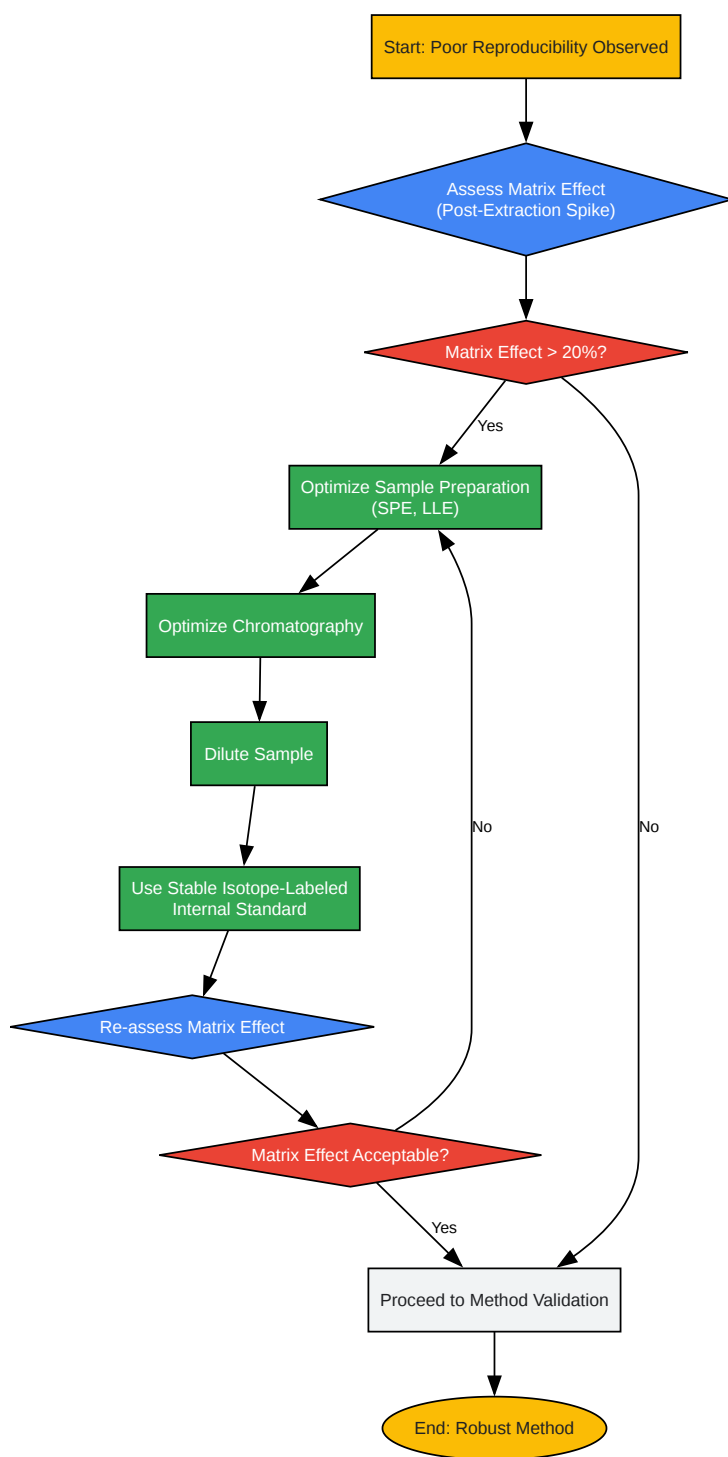 Start: Poor Reproducibility Observed
Assess Matrix Effect
(Post-Extraction Spike)
Matrix Effect > 20%?
Yes
Optimize Sample Preparation
(SPE, LLE)
Optimize Chromatography
Dilute Sample
No
No
Use Stable Isotope-Labeled
Internal Standard
Re-assess Matrix Effect
Matrix Effect Acceptable?
Yes
Proceed to Method Validation
End: Robust Method